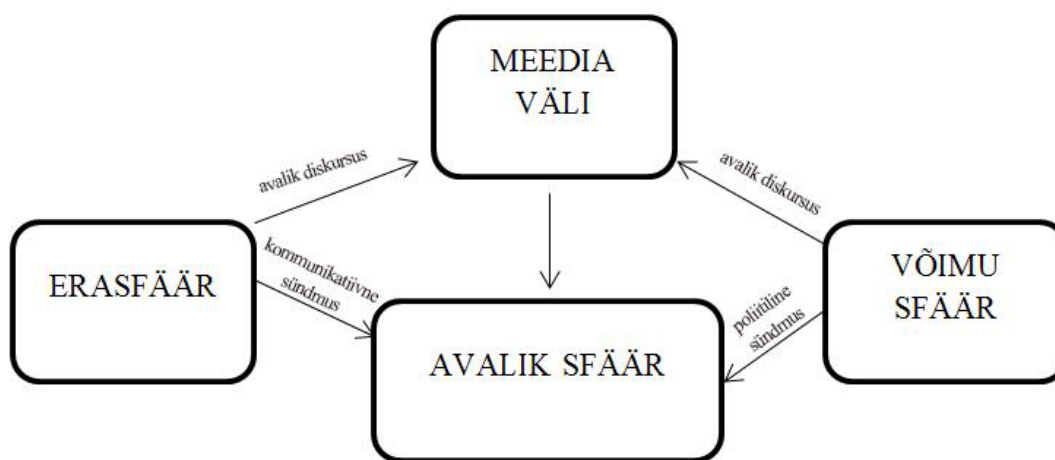 MEEDIA
VÄLI
avalik diskursus
avalik diskursus
ERASFÄÄR
kommunikatiivne
sündmus
VÕIMU
SFÄÄR
poliitiline
sündmus
AVALIK SFÄÄR